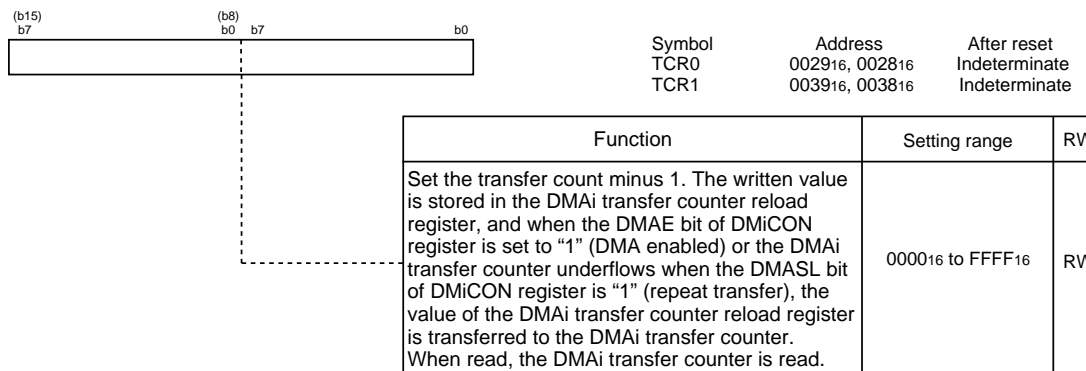 (b15) (b8)
b7 b0 b7 b0
Symbol Address After reset
TCR0 002916, 002816 Indeterminate
TCR1 003916, 003816 Indeterminate
Function Setting range RW
Set the transfer count minus 1. The written value
is stored in the DMAi transfer counter reload
register, and when the DMAE bit of DMiCON
register is set to “1” (DMA enabled) or the DMAi
transfer counter underflows when the DMASL bit
of DMiCON register is “1” (repeat transfer), the
value of the DMAi transfer counter reload register
is transferred to the DMAi transfer counter.
When read, the DMAi transfer counter is read.
000016 to FFFF16 RW